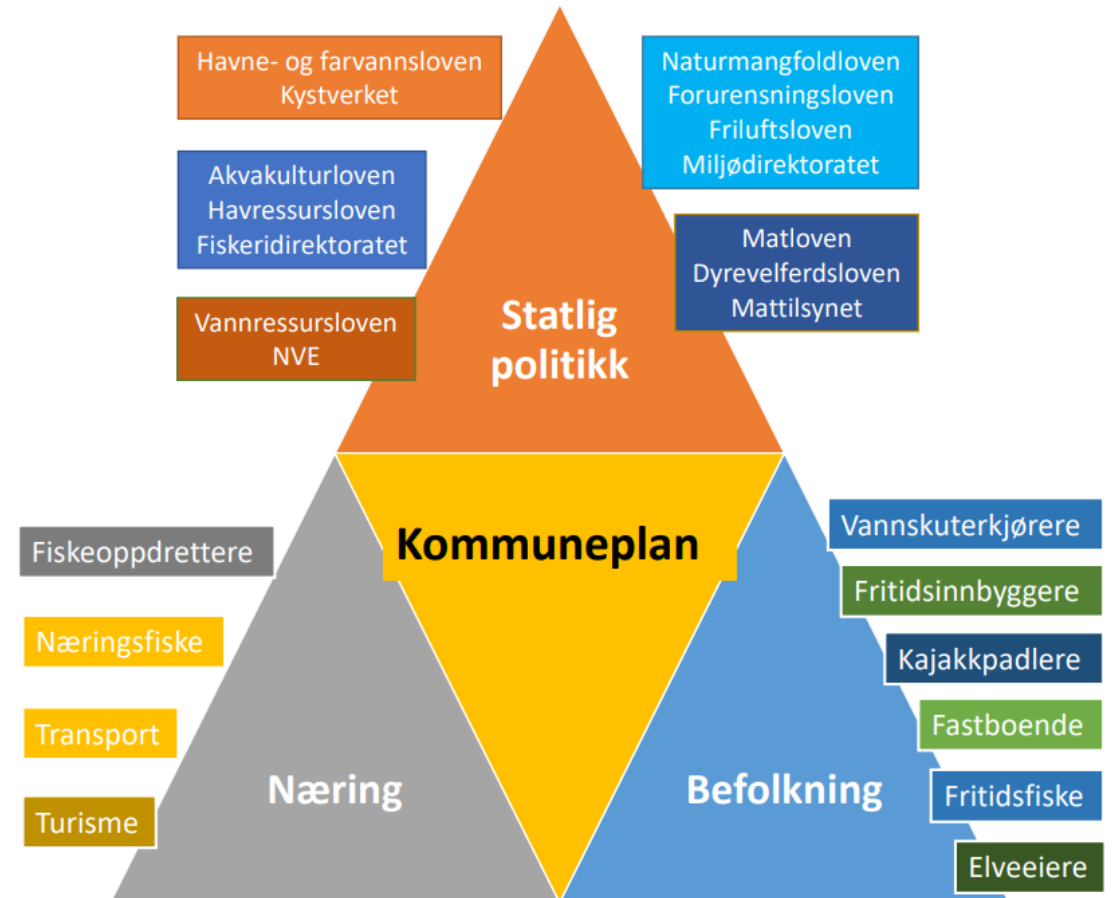 Havne- og farvannsloven
Kystverket
Naturmangfoldloven
Forurensningsloven
Friluftsloven
Miljødirektoratet
Akvakulturloven
Havressursloven
Fiskeridirektoratet
Matloven
Dyrevelferdsloven
Mattilsynet
Vannressursloven
NVE
Statlig
politikk
Kommuneplan
Fiskeoppdrettere
Næringsfiske
Transport
Turisme
Næring
Befolkning
Vannskuterkjørere
Fritidsinnbyggere
Kajakkpadlere
Fastboende
Fritidsfiske
Elveeiere